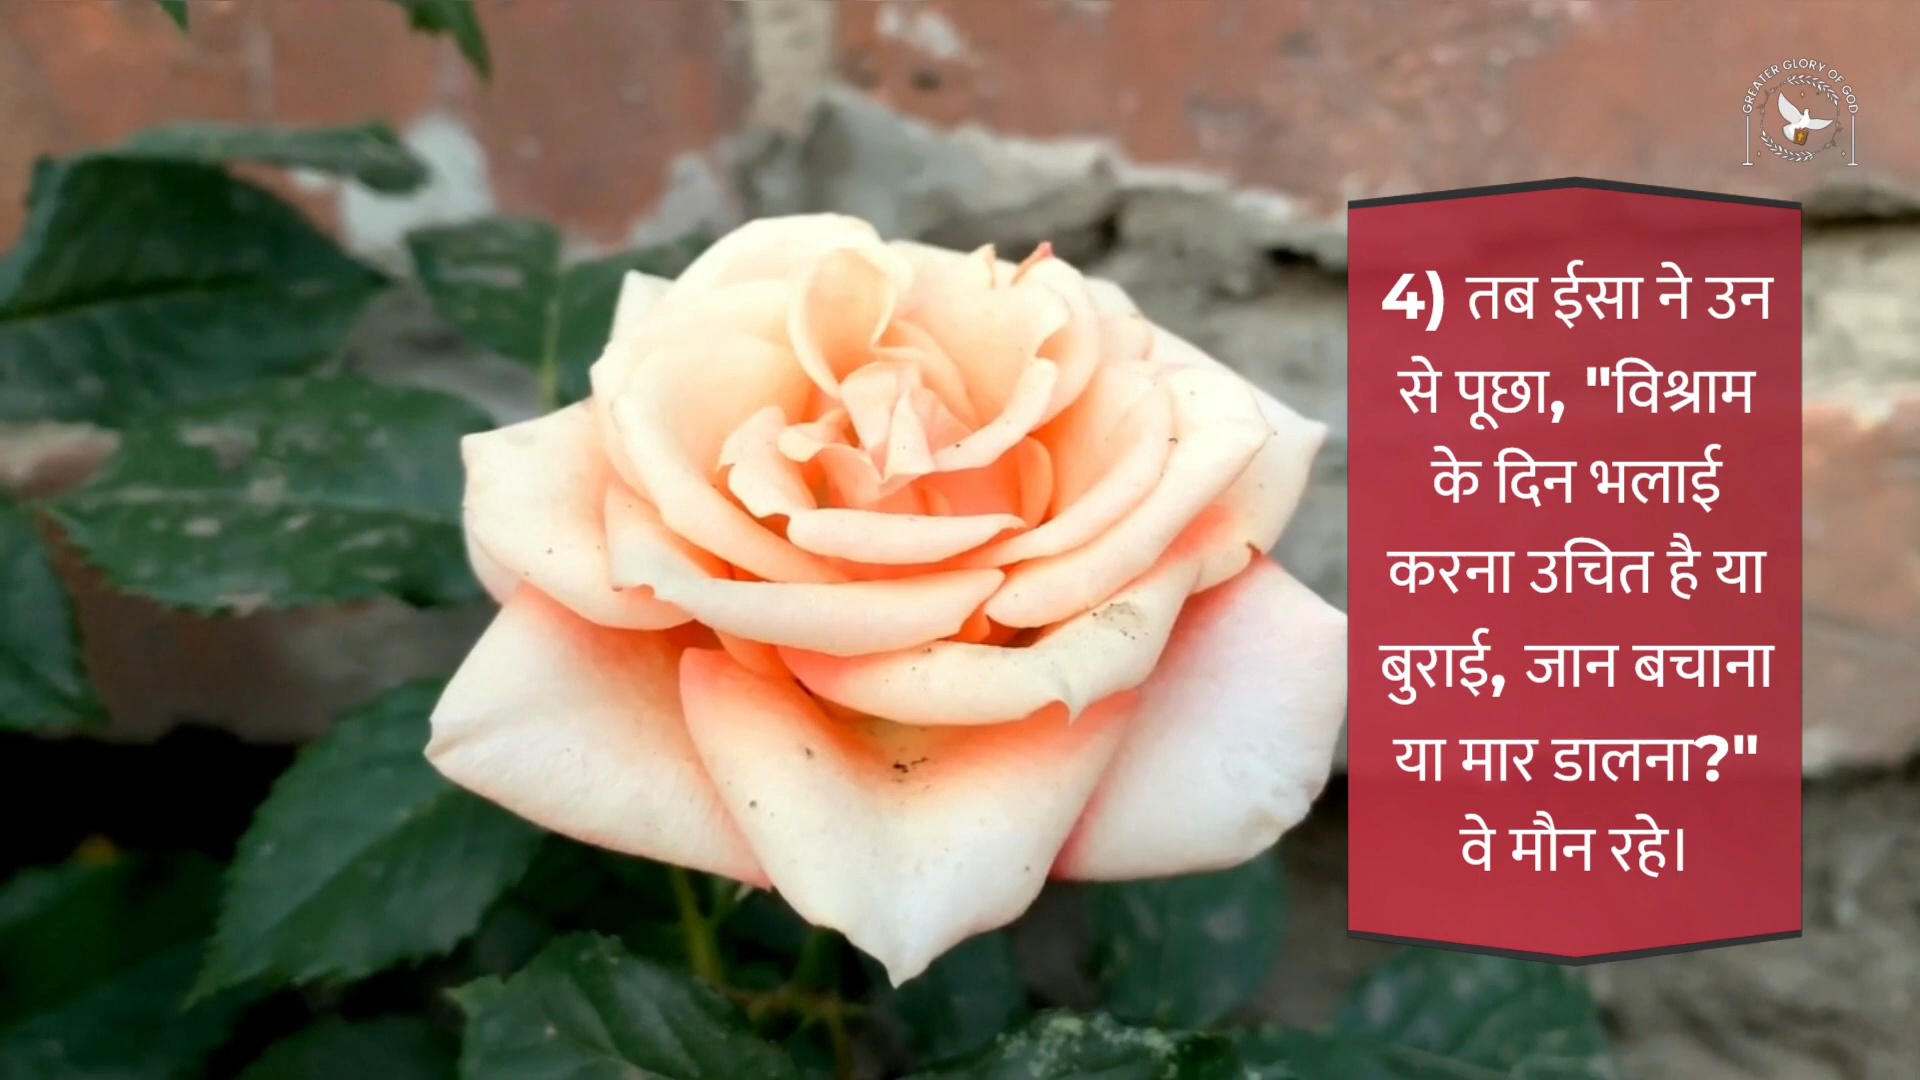 GREATER GLORY OF GOD
4) तब ईसा ने उन
से पूछा, "विश्राम
के दिन भलाई
करना उचित है या
बुराई, जान बचाना
या मार डालना?"
वे मौन रहे।